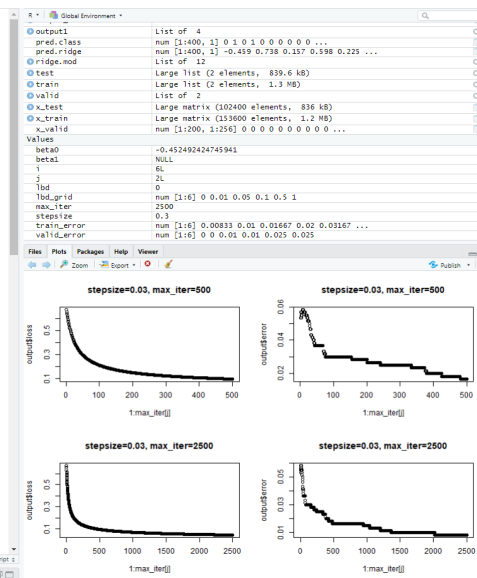 R Global Environment
output1 List of 4
pred.class num [1:400, 1] 0 1 0 1 0 0 0 0 0 0 ...
pred.ridge num [1:400, 1] -0.459 0.738 0.157 0.598 0.225 ...
ridge.mod List of 12
test Large list (2 elements, 839.6 kB)
train Large list (2 elements, 1.3 MB)
valid List of 2
x_test Large matrix (102400 elements, 836 kB)
x_train Large matrix (153600 elements, 1.2 MB)
x_valid num [1:200, 1:256] 0 0 0 0 0 0 0 0 0 0 ...
Values
beta0 -0.452492424745941
beta1 NULL
i 6L
j 2L
lbd 0
lbd_grid num [1:6] 0 0.01 0.05 0.1 0.5 1
max_iter 2500
stepsize 0.3
train_error num [1:6] 0.00833 0.01 0.01667 0.02 0.03167 ...
valid_error num [1:6] 0 0 0.01 0.01 0.025 0.025
Files Plots Packages Help Viewer
Zoom Export Publish
stepsize=0.03, max_iter=500 stepsize=0.03, max_iter=500
output$loss
0.1 0.3 0.5
0 100 200 300 400 500
1:max_iter[j]
output$error
0.02 0.04 0.06
0 100 200 300 400 500
1:max_iter[j]
stepsize=0.03, max_iter=2500 stepsize=0.03, max_iter=2500
output$loss
0.1 0.3 0.5
0 500 1000 1500 2000 2500
1:max_iter[j]
output$error
0.01 0.03 0.05
0 500 1000 1500 2000 2500
1:max_iter[j]